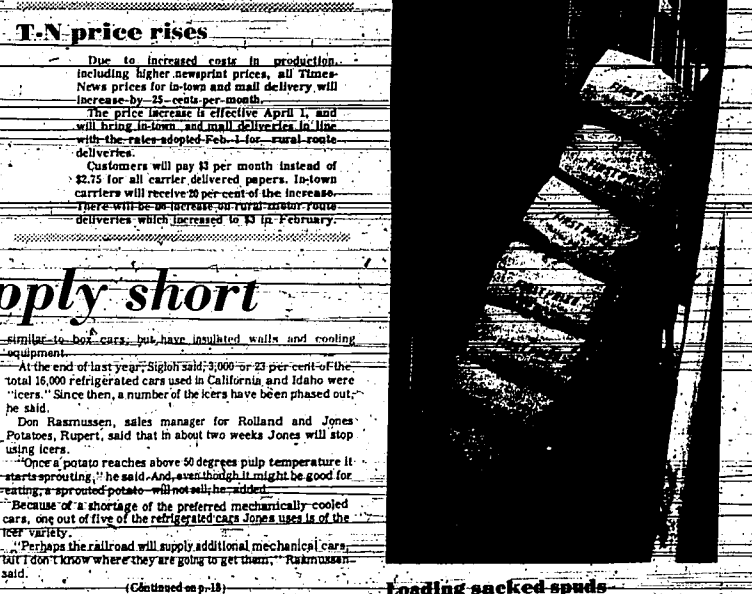 T-N price rises
Due to increased costs in production,
including higher newsprint prices, all Times-
News prices for in-town and mail delivery will
increase by 25 cents per month.
The price increase is effective April 1, and
will bring in-town and mail deliveries in line
with the rates adopted Feb. 1 for rural route
deliveries.
Customers will pay $3 per month instead of
$2.75 for all carrier delivered papers. In-town
carriers will receive 20 per cent of the increase.
There will be no increase on rural motor route
deliveries which increased to $3 in February.
pply short
similar to box cars, but have insulated walls and cooling
equipment.
At the end of last year, Sigloh said, 3,000 or 23 per cent of the
total 16,000 refrigerated cars used in California and Idaho were
"icers." Since then, a number of the icers have been phased out,
he said.
Don Rasmussen, sales manager for Rolland and Jones
Potatoes, Rupert, said that in about two weeks Jones will stop
using icers.
"Once a potato reaches above 50 degrees pulp temperature it
starts sprouting," he said. And, even though it might be good for
eating, a sprouted potato will not sell, he added.
Because of a shortage of the preferred mechanically cooled
cars, one out of five of the refrigerated cars Jones uses is of the
icer variety.
"Perhaps the railroad will supply additional mechanical cars,
but I don't know where they are going to get them," Rasmussen
said.
(Continued on p. 18)
FIRST
FIRST
FIRST
Loading sacked spuds